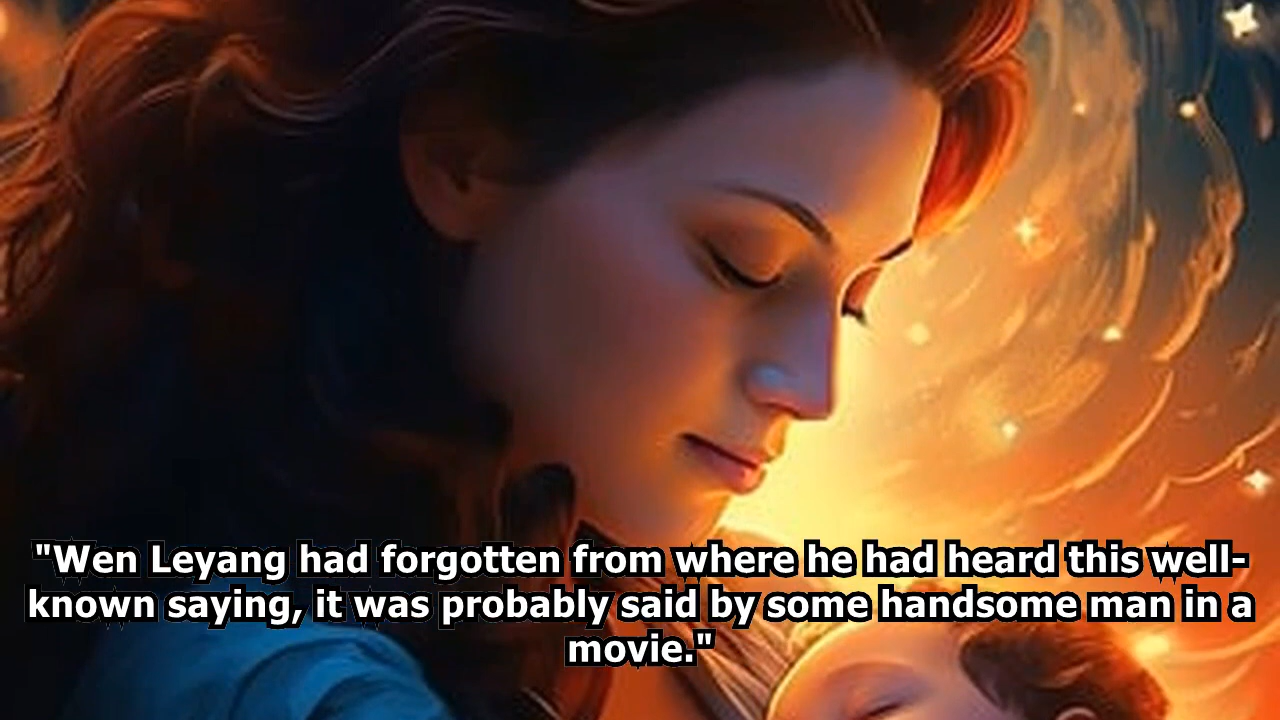 "Wen Leyang had forgotten from where he had heard this well-
known saying, it was probably said by some handsome man in a
movie."